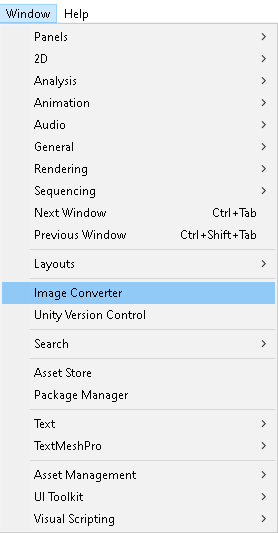 Window Help
Panels
2D
Analysis
Animation
Audio
General
Rendering
Sequencing
Next Window Ctrl+Tab
Previous Window Ctrl+Shift+Tab
Layouts
Image Converter
Unity Version Control
Search
Asset Store
Package Manager
Text
TextMeshPro
Asset Management
UI Toolkit
Visual Scripting